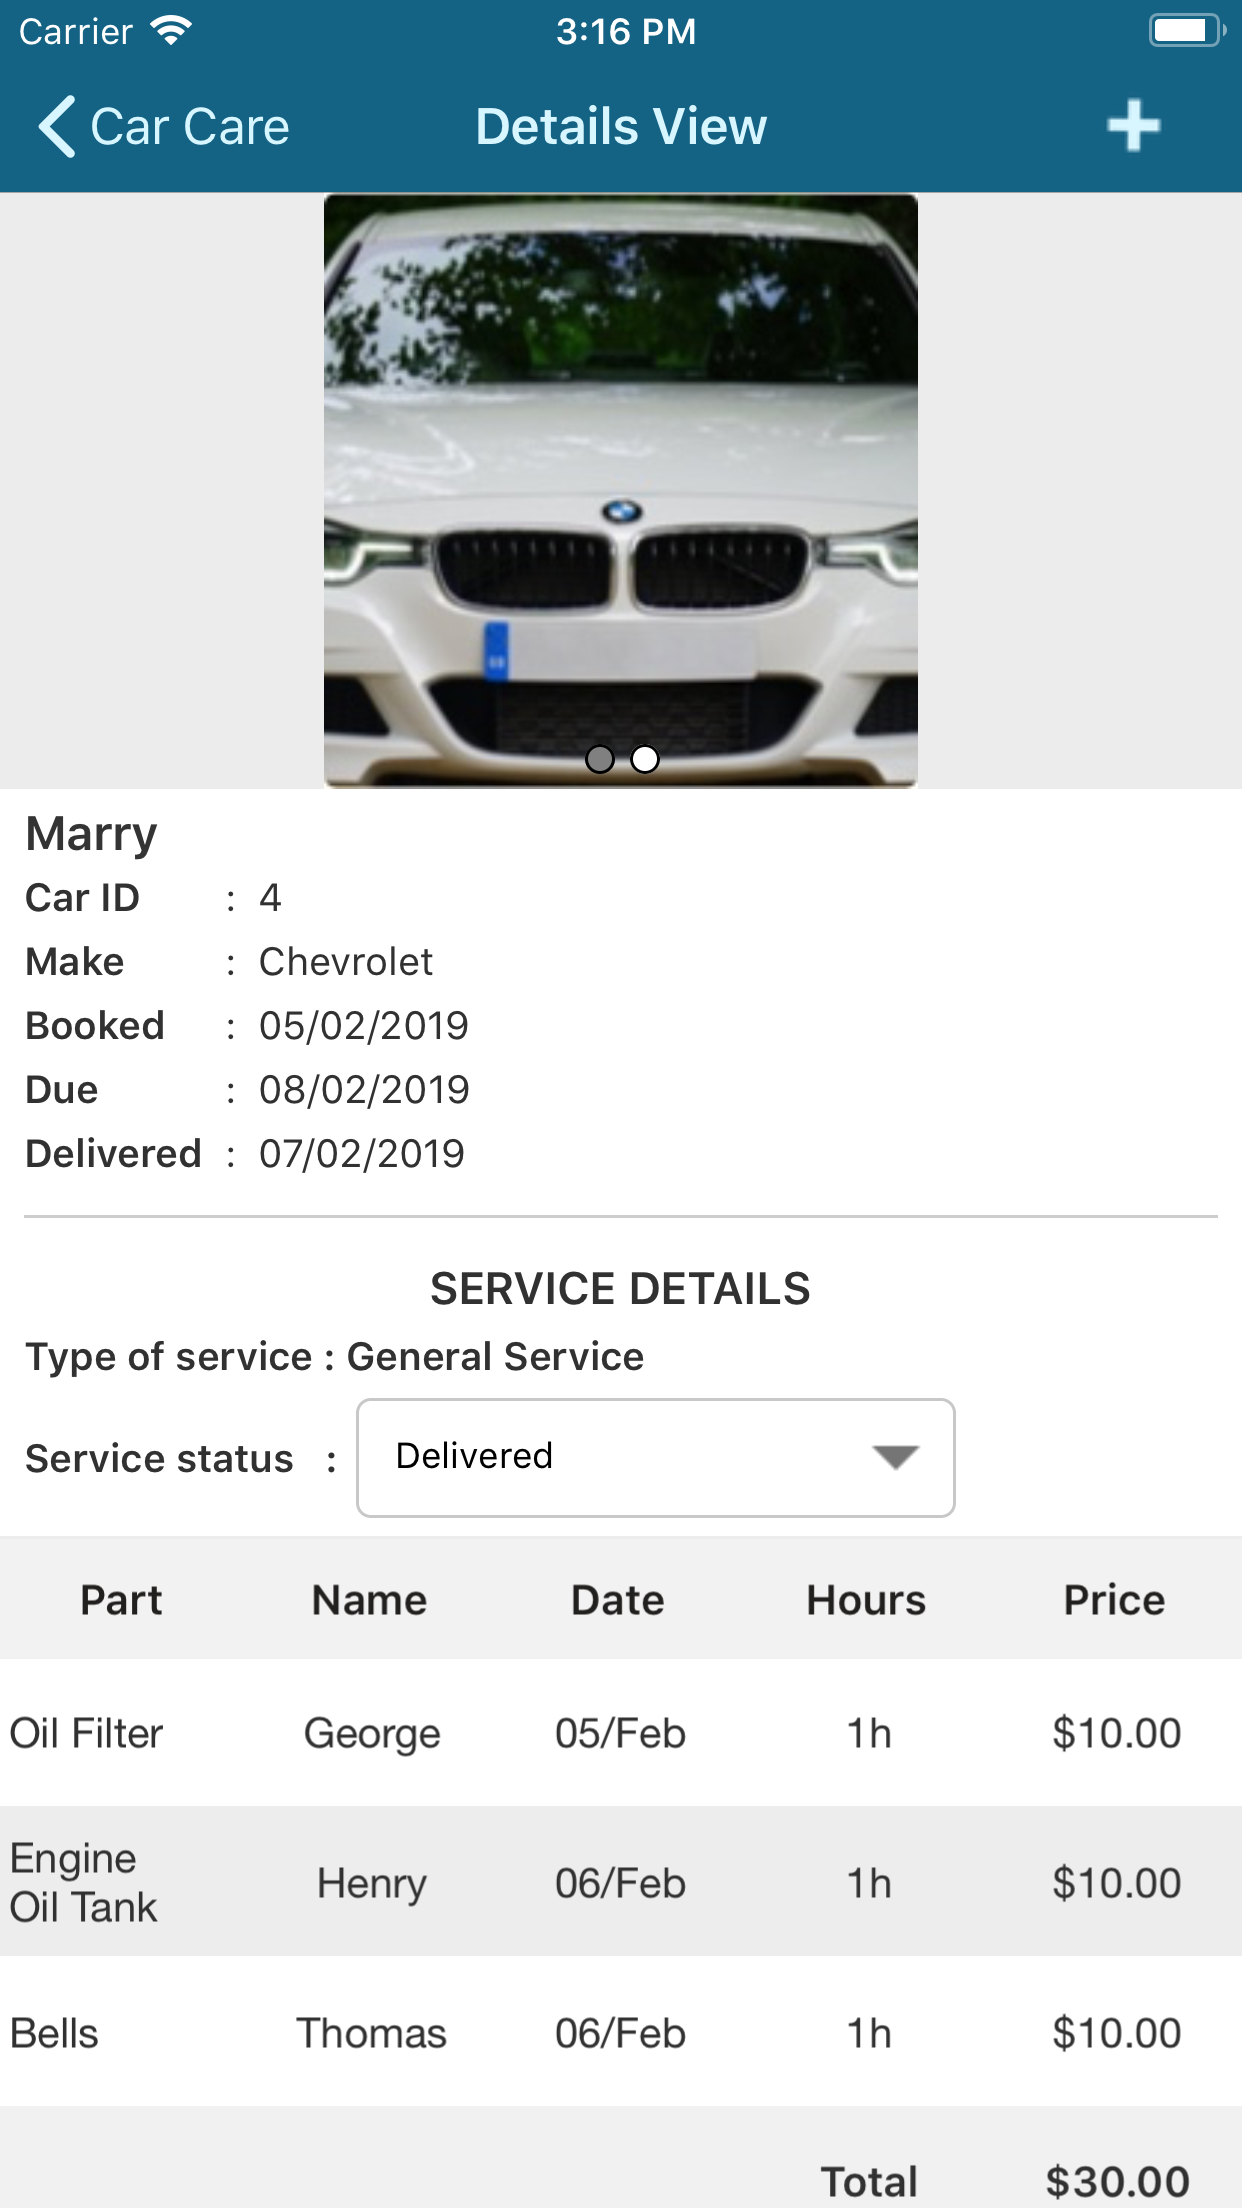 Carrier 3:16 PM
Car Care Details View
Marry
Car ID : 4
Make : Chevrolet
Booked : 05/02/2019
Due : 08/02/2019
Delivered : 07/02/2019
SERVICE DETAILS
Type of service : General Service
Service status : Delivered
Part Name Date Hours Price
Oil Filter George 05/Feb 1h $10.00
Engine
Oil Tank Henry 06/Feb 1h $10.00
Bells Thomas 06/Feb 1h $10.00
Total $30.00